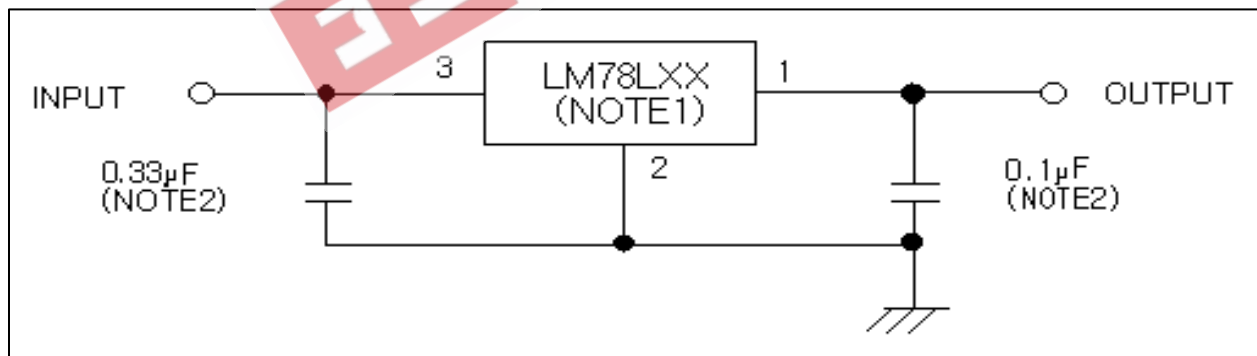 INPUT
3
LM78LXX
(NOTE1)
1
OUTPUT
2
0.33μF
(NOTE2)
0.1μF
(NOTE2)